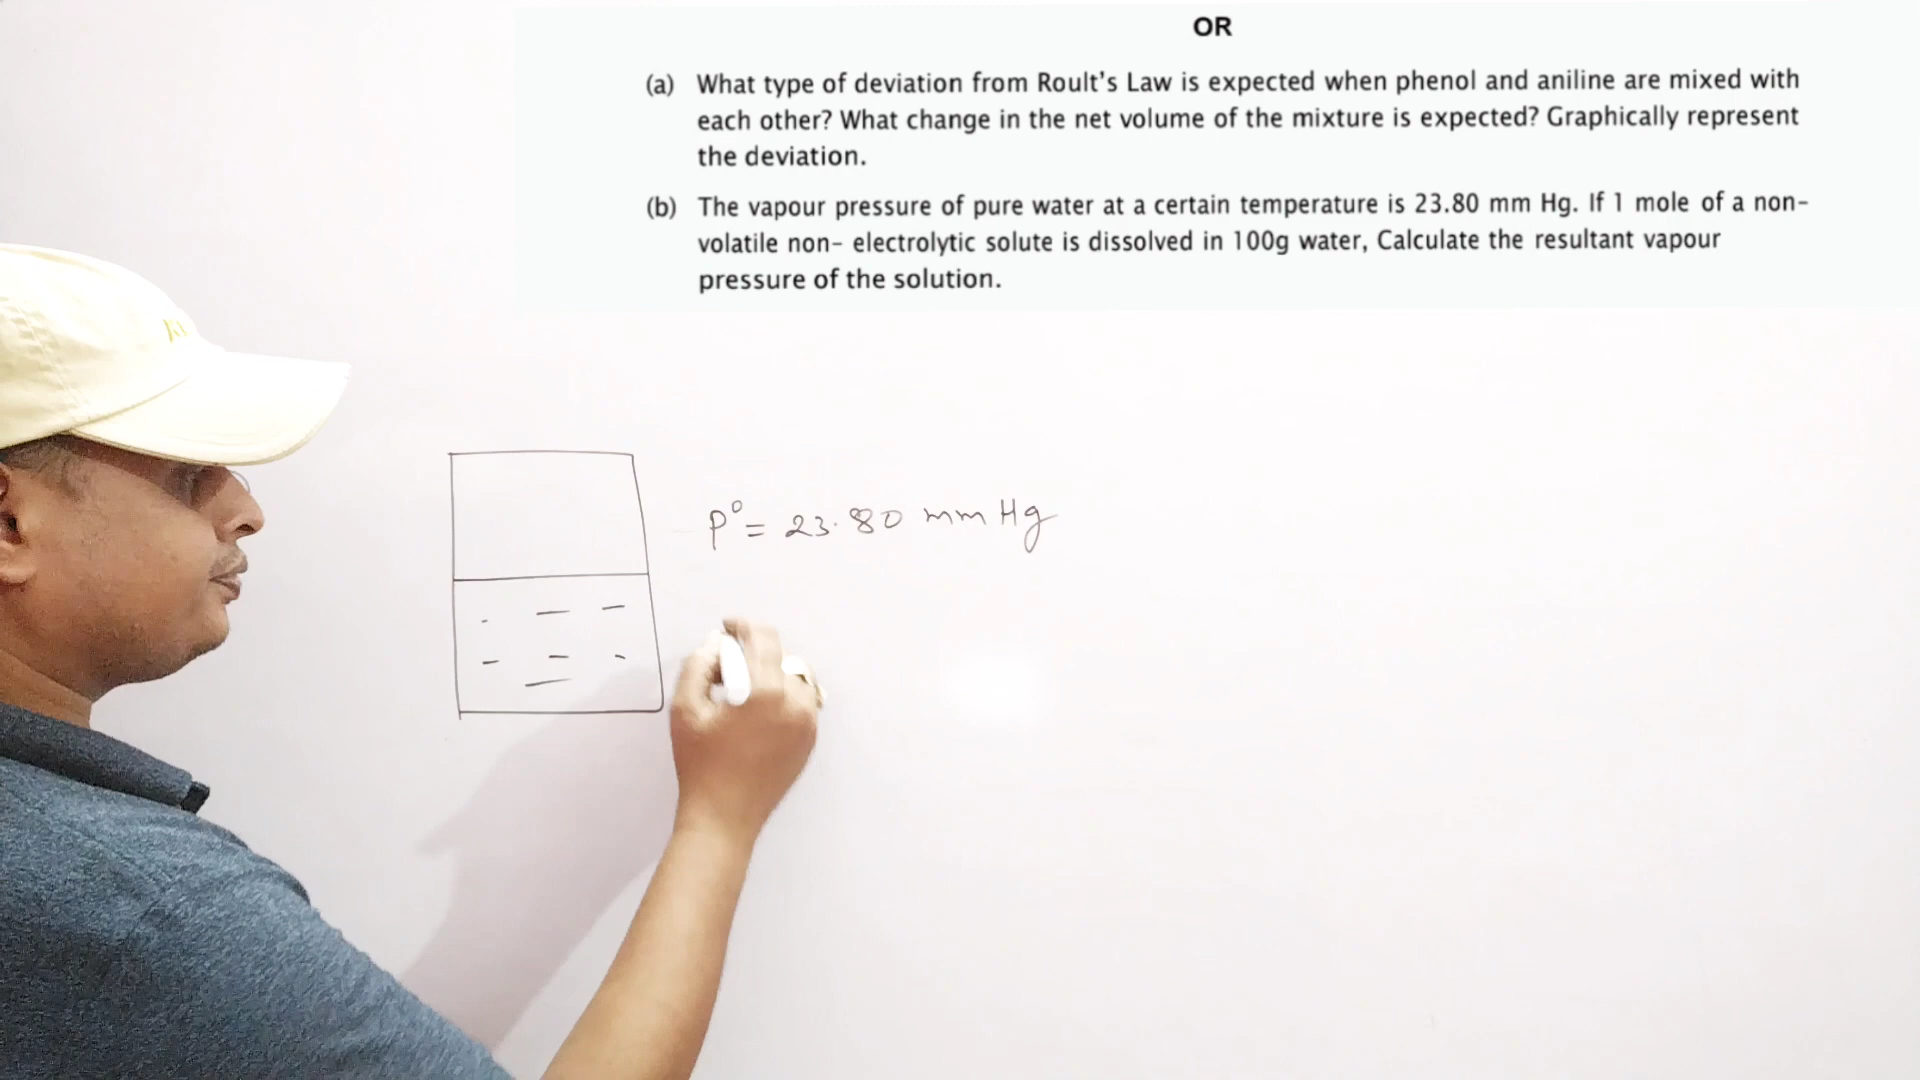 OR
(a) What type of deviation from Roult's Law is expected when phenol and aniline are mixed with
each other? What change in the net volume of the mixture is expected? Graphically represent
the deviation.
(b) The vapour pressure of pure water at a certain temperature is 23.80 mm Hg. If 1 mole of a non-
volatile non- electrolytic solute is dissolved in 100g water, Calculate the resultant vapour
pressure of the solution.
P° = 23.80 mm Hg